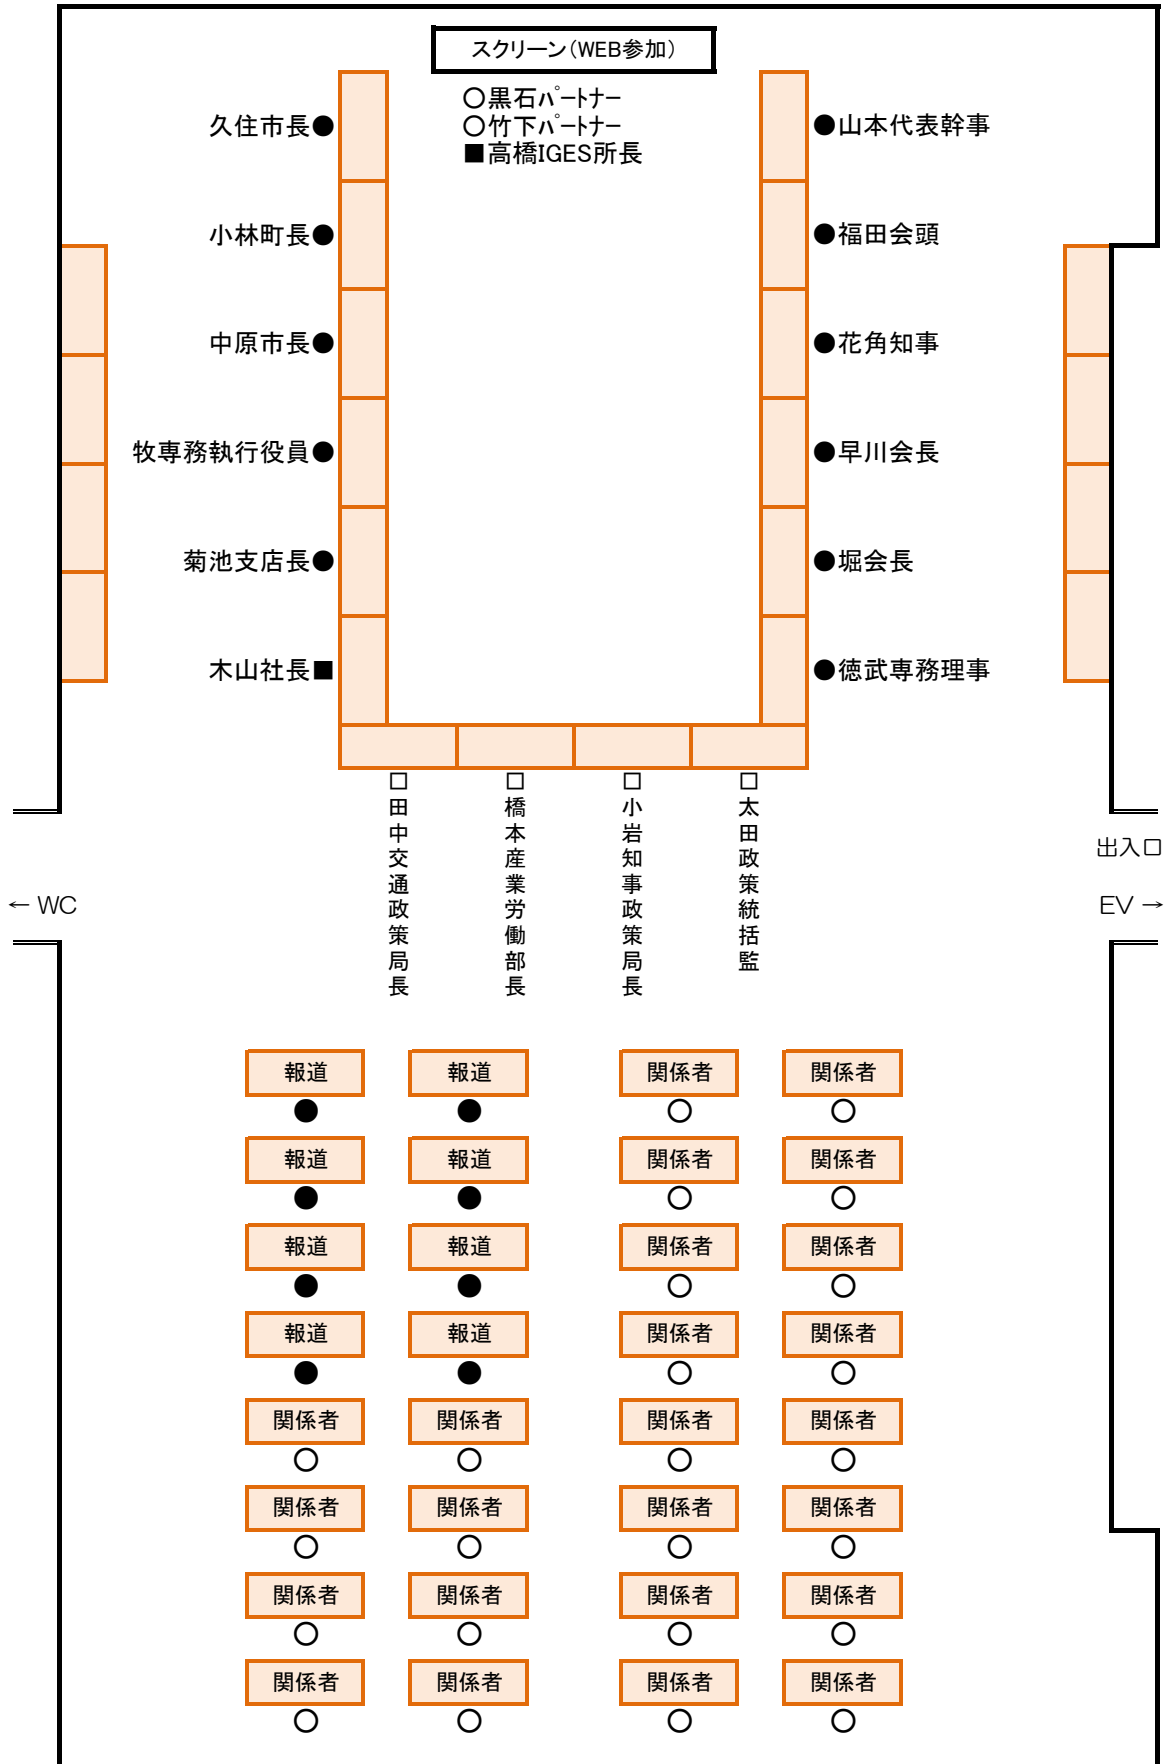 スクリーン(WEB参加)
○黒石パートナー
○竹下パートナー
■高橋IGES所長
久住市長●
●山本代表幹事
小林町長●
●福田会頭
中原市長●
●花角知事
牧専務執行役員●
●早川会長
菊池支店長●
●堀会長
木山社長■
●徳武専務理事
□田中交通政策局長
□橋本産業労働部長
□小岩知事政策局長
□太田政策統括監
出入口
← WC
EV →
報道 報道 関係者 関係者
● ● ○ ○
報道 報道 関係者 関係者
● ● ○ ○
報道 報道 関係者 関係者
● ● ○ ○
報道 報道 関係者 関係者
● ● ○ ○
関係者 関係者 関係者 関係者
○ ○ ○ ○
関係者 関係者 関係者 関係者
○ ○ ○ ○
関係者 関係者 関係者 関係者
○ ○ ○ ○
関係者 関係者 関係者 関係者
○ ○ ○ ○